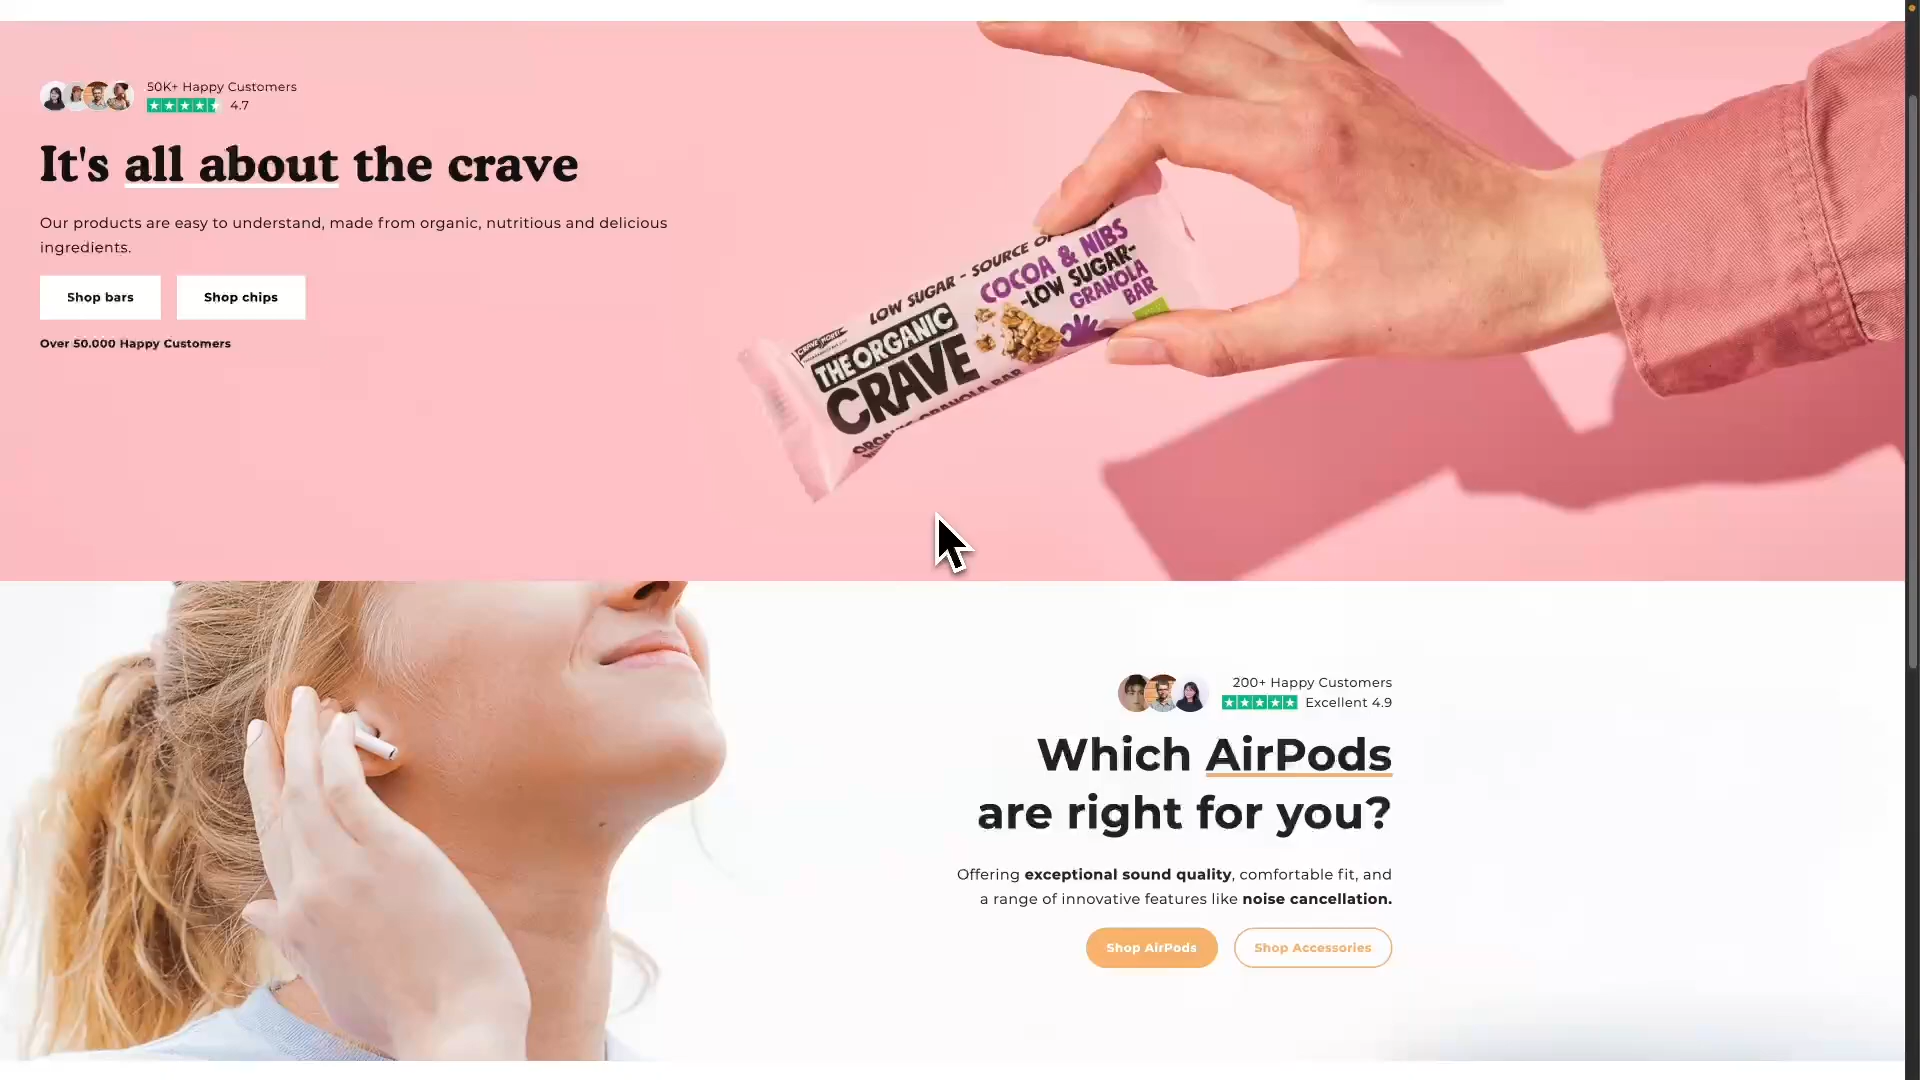 50K+ Happy Customers
4.7
It's all about the crave
Our products are easy to understand, made from organic, nutritious and delicious
ingredients.
Shop bars
Shop chips
Over 50.000 Happy Customers
LOW SUGAR - SOURCE OF
COCOA & NIBS
-LOW SUGAR-
GRANOLA
BAR
THE ORGANIC
CRAVE
200+ Happy Customers
Excellent 4.9
Which AirPods
are right for you?
Offering exceptional sound quality, comfortable fit, and
a range of innovative features like noise cancellation.
Shop AirPods
Shop Accessories